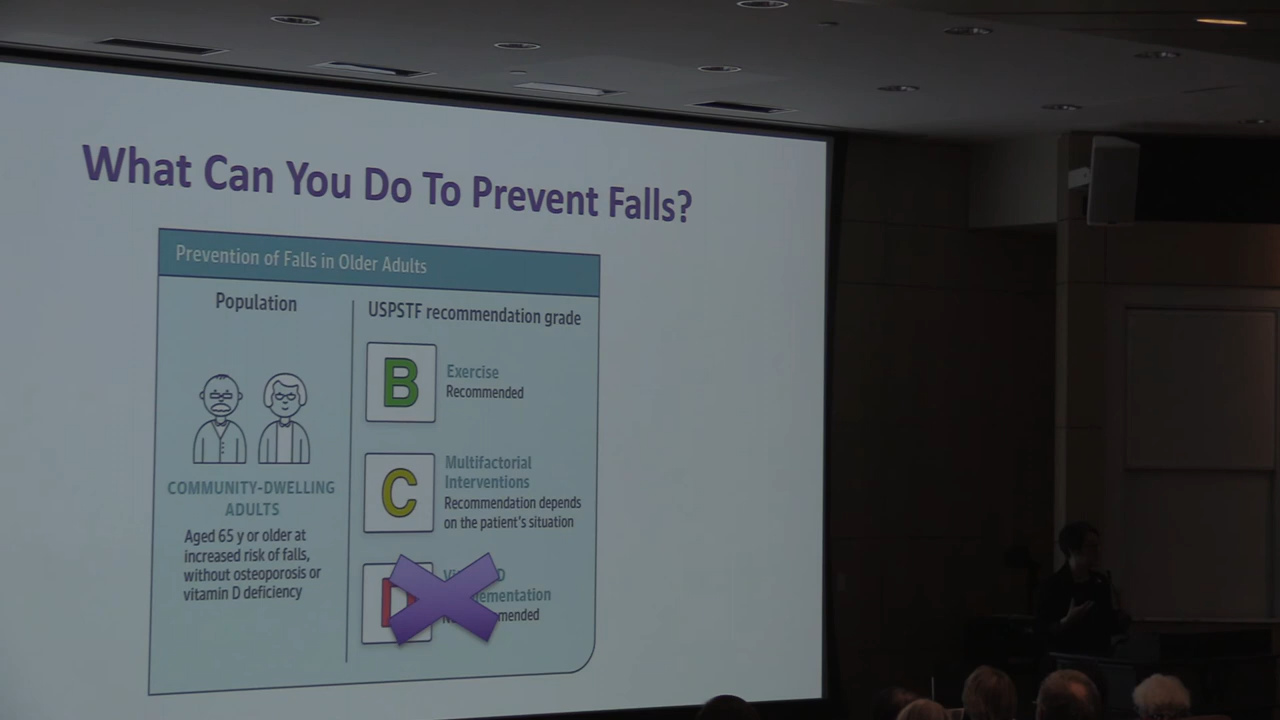 What Can You Do To Prevent Falls?
Prevention of Falls in Older Adults
Population
COMMUNITY-DWELLING
ADULTS
Aged 65 y or older at
increased risk of falls,
without osteoporosis or
vitamin D deficiency
USPSTF recommendation grade
B
Exercise
Recommended
C
Multifactorial
Interventions
Recommendation depends
on the patient's situation